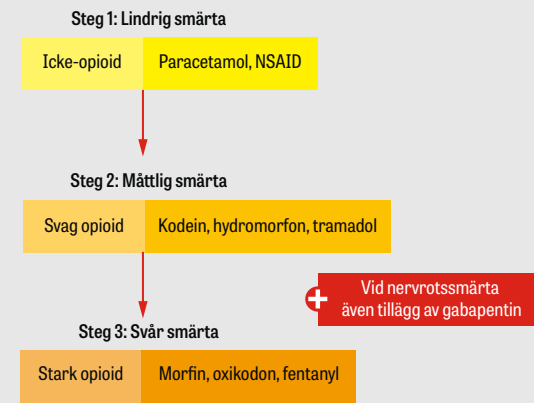 Steg 1: Lindrig smärta
Icke-opioid Paracetamol, NSAID
Steg 2: Måttlig smärta
Svag opioid Kodein, hydromorfon, tramadol
Vid nervrotssmärta
även tillägg av gabapentin
Steg 3: Svår smärta
Stark opioid Morfin, oxikodon, fentanyl